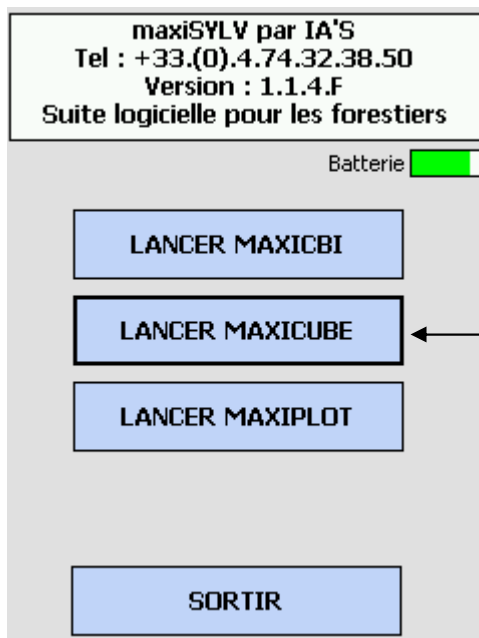 maxiSYLV par IA'S
Tel : +33.(0).4.74.32.38.50
Version : 1.1.4.F
Suite logicielle pour les forestiers
Batterie
LANCER MAXICBI
LANCER MAXICUBE
LANCER MAXIPLOT
SORTIR